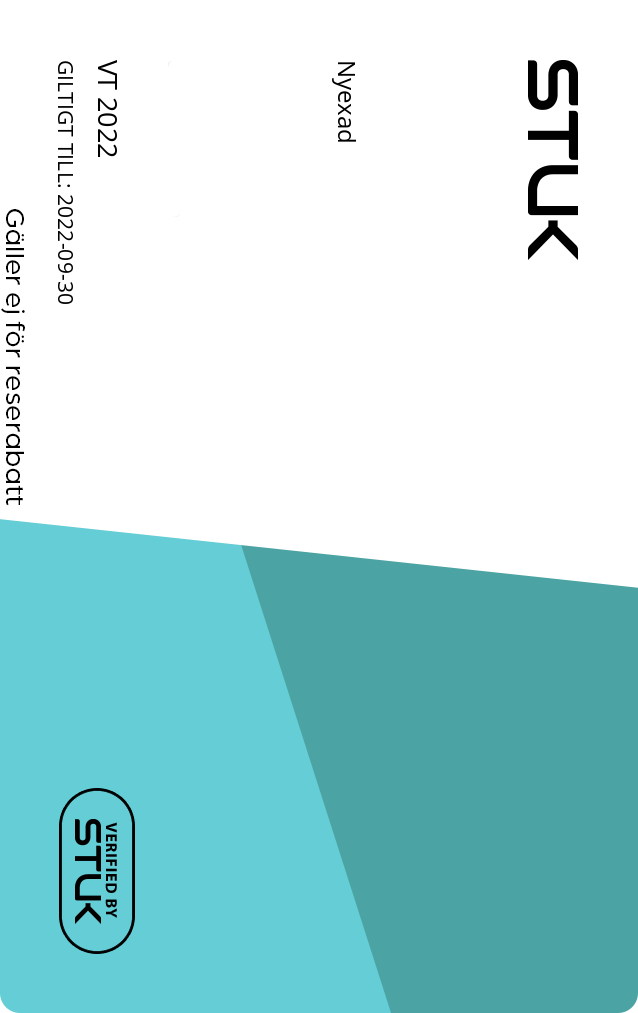 STUK
Nyexad
VT 2022
GILTIGT TILL: 2022-09-30
Gäller ej för reserabatt
VERIFIED BY
STUK